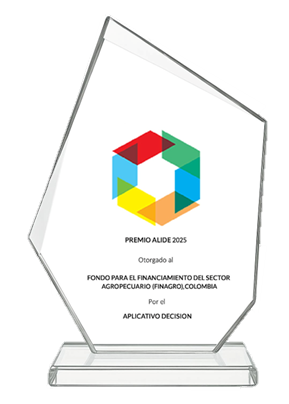 PREMIO ALIDE 2025
Otorgado al
FONDO PARA EL FINANCIAMIENTO DEL SECTOR
AGROPECUARIO (FINAGRO),COLOMBIA
Por el
APLICATIVO DECISION